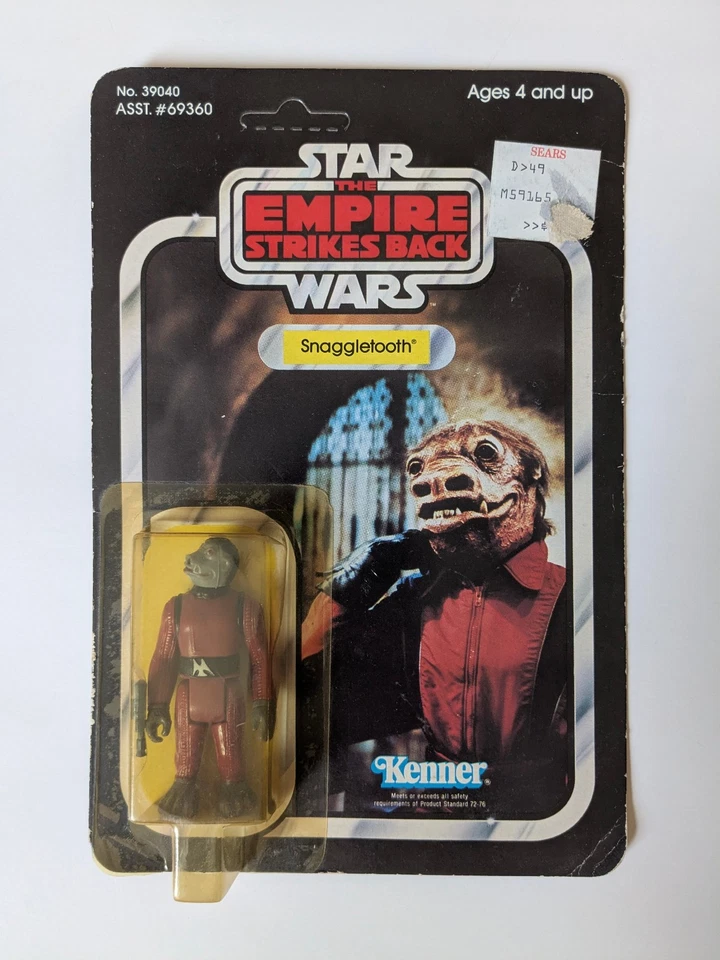 No. 39040
ASST. #69360
Ages 4 and up
SEARS
D>49
M59165
>>¢
STAR
THE
EMPIRE
STRIKES BACK
WARS
™
Snaggletooth®
Kenner®
Meets or exceeds all safety
requirements of Product Standard 72-76